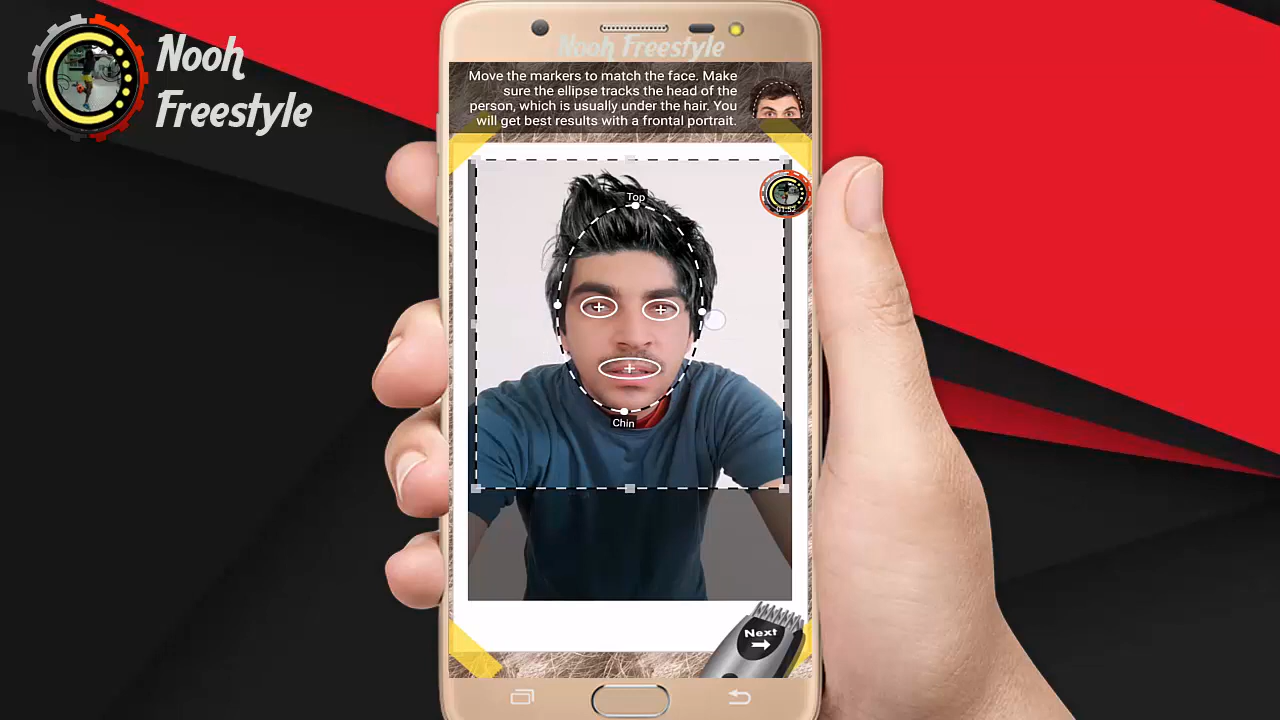 Nooh
Freestyle
Nooh Freestyle
Move the markers to match the face. Make
sure the ellipse tracks the head of the
person, which is usually under the hair. You
will get best results with a frontal portrait.
Top
01:52
Chin
Next